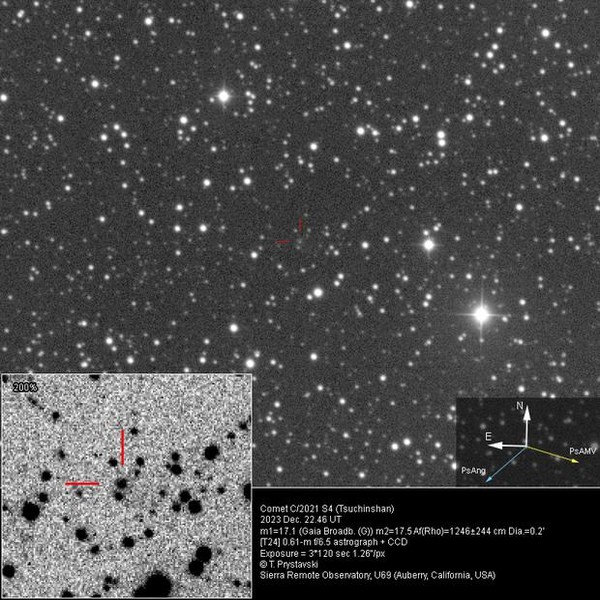 N
E
PsAMV
PsAng
200%
Comet C/2021 S4 (Tsuchinshan)
2023 Dec. 22.46 UT
m1=17.1 (Gaia Broadb. (G)) m2=17.5 Af(Rho)=1246±244 cm Dia.=0.2'
[T24] 0.61-m f/6.5 astrograph + CCD
Exposure = 3*120 sec 1.26"/px
© T. Prystavski
Sierra Remote Observatory, U69 (Auberry, California, USA)